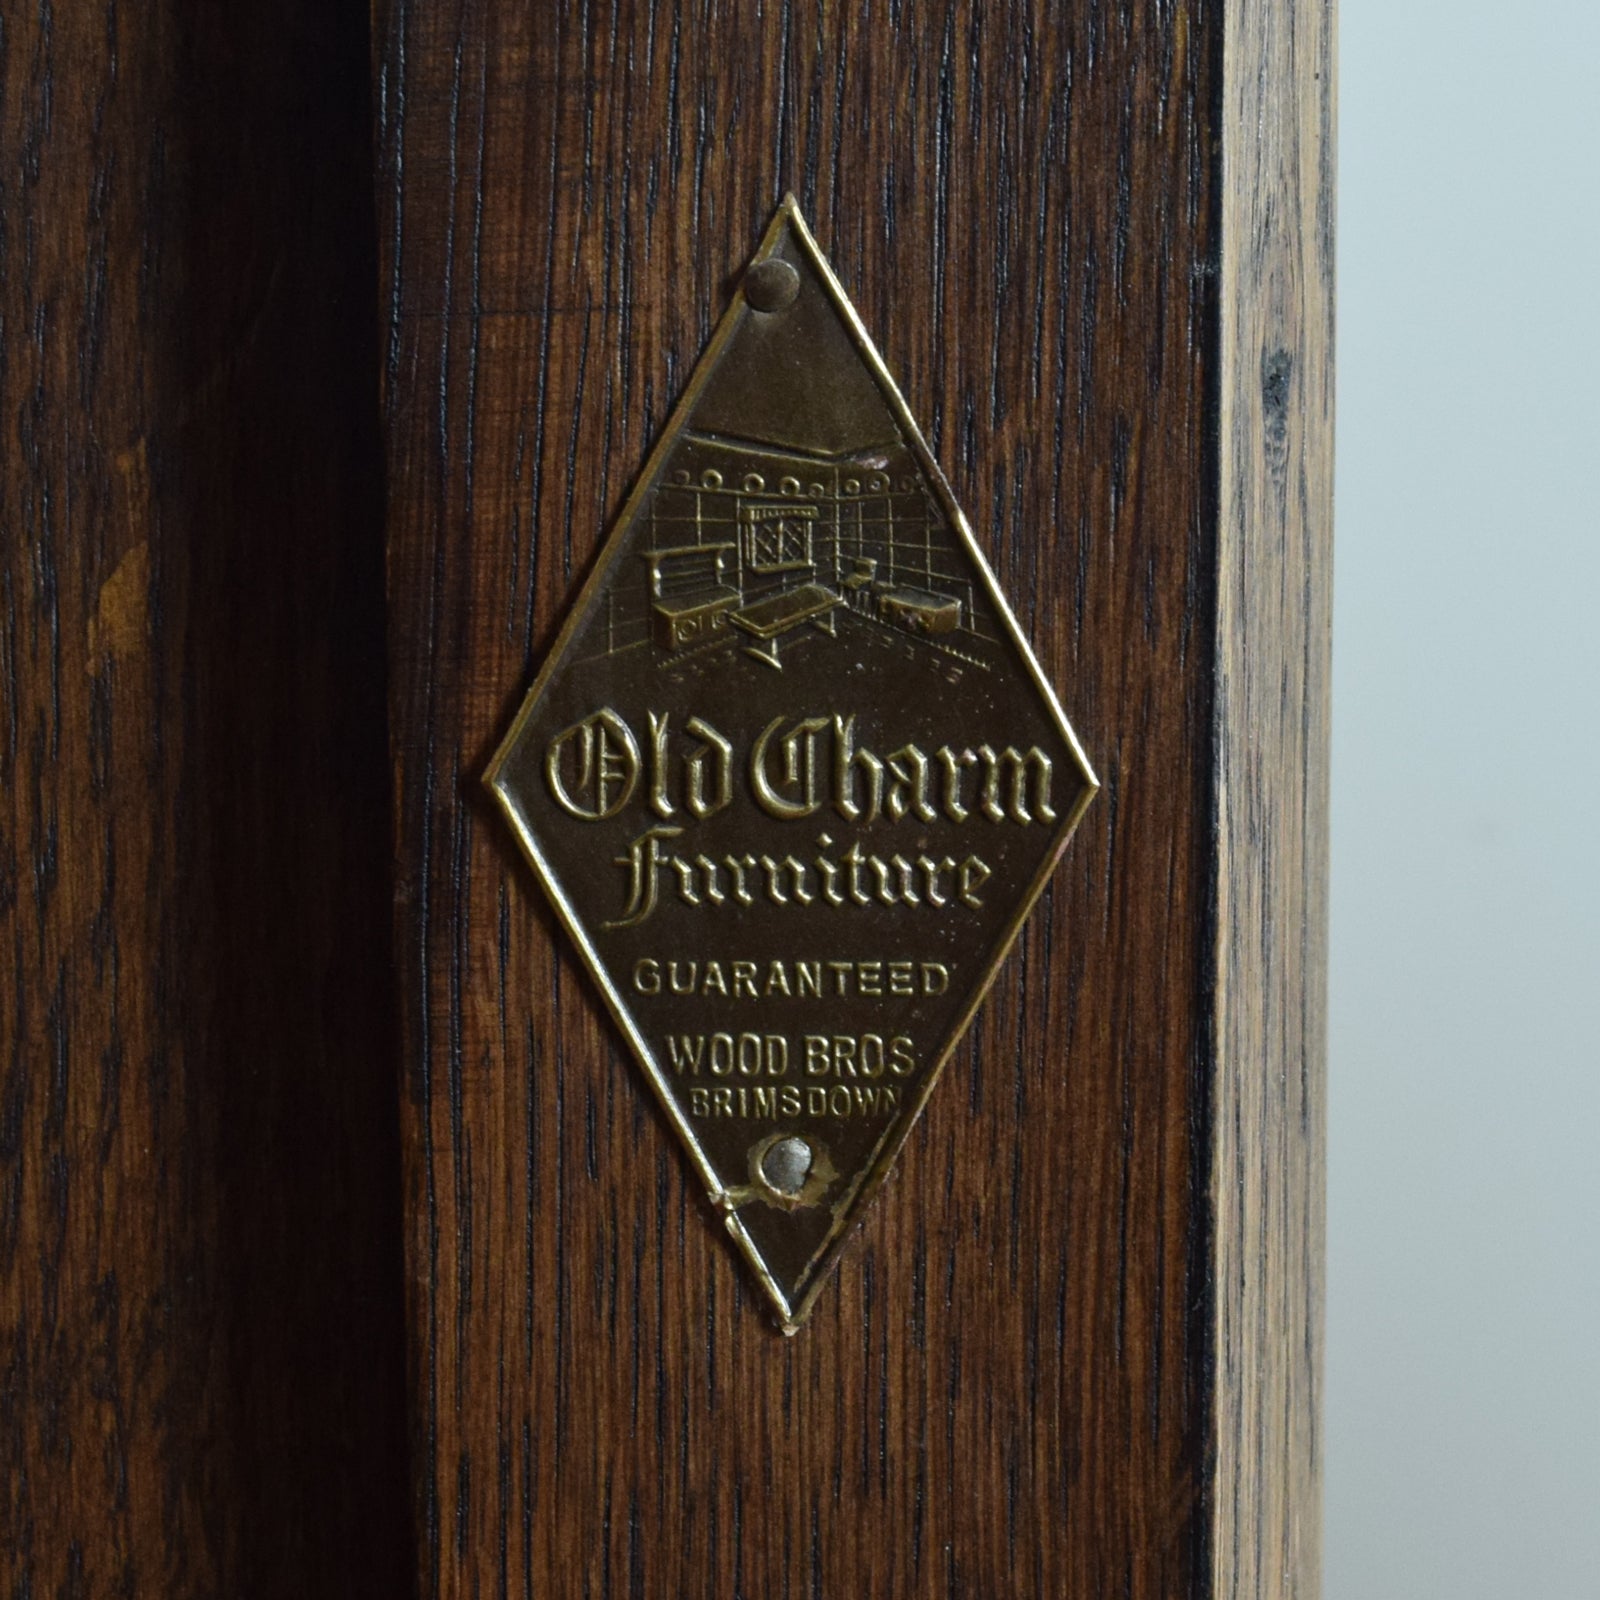 Old Charm
Furniture
GUARANTEED
WOOD BROS
BRIMSDOWN